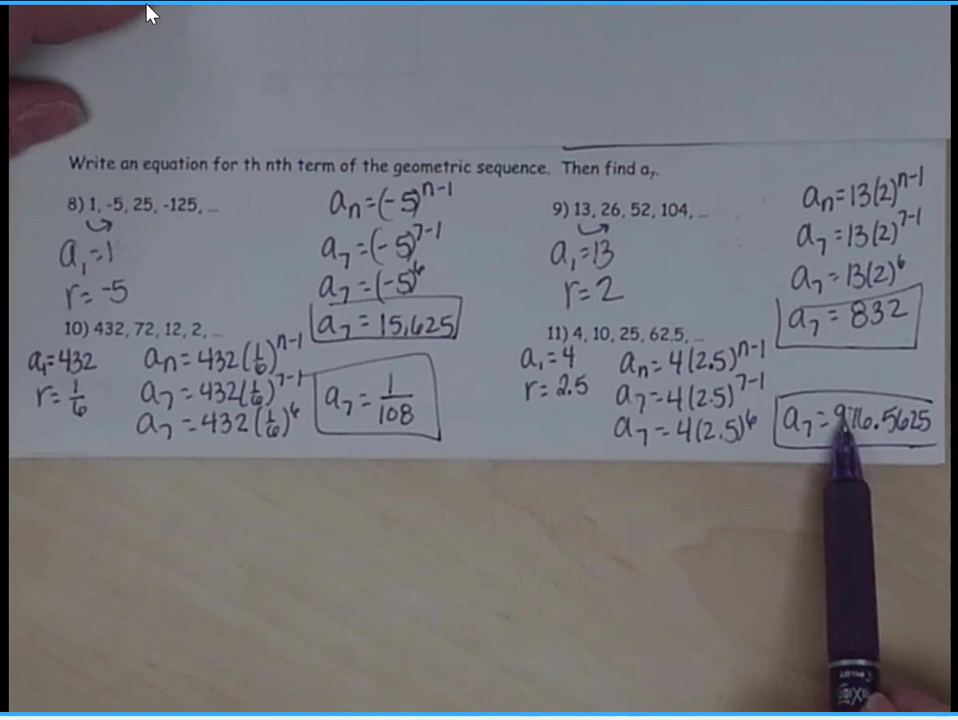 Write an equation for th nth term of the geometric sequence. Then find a₇.
8) 1, -5, 25, -125, ...
a₁=1
r=-5
aₙ=(-5)ⁿ⁻¹
a₇=(-5)⁷⁻¹
a₇=(-5)⁶
a₇=15,625
9) 13, 26, 52, 104, ...
a₁=13
r=2
aₙ=13(2)ⁿ⁻¹
a₇=13(2)⁷⁻¹
a₇=13(2)⁶
a₇=832
10) 432, 72, 12, 2, ...
a₁=432
r=1/6
aₙ=432(1/6)ⁿ⁻¹
a₇=432(1/6)⁷⁻¹
a₇=432(1/6)⁶
a₇=1/108
11) 4, 10, 25, 62.5, ...
a₁=4
r=2.5
aₙ=4(2.5)ⁿ⁻¹
a₇=4(2.5)⁷⁻¹
a₇=4(2.5)⁶
a₇=976.5625